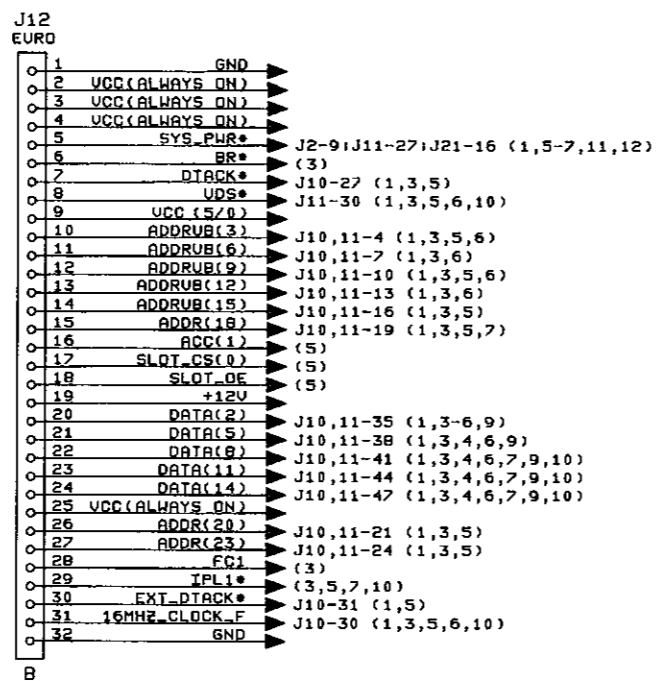 J12
EURO
1 GND
2 VCC(ALWAYS ON)
3 VCC(ALWAYS ON)
4 VCC(ALWAYS ON)
5 SYS_PWR* J2-9;J11-27;J21-16 (1,5-7,11,12)
6 BR* (3)
7 DTACK* J10-27 (1,3,5)
8 VDS* J11-30 (1,3,5,6,10)
9 VCC (5/0)
10 ADDRUB(3) J10,11-4 (1,3,5,6)
11 ADDRUB(6) J10,11-7 (1,3,6)
12 ADDRUB(9) J10,11-10 (1,3,5,6)
13 ADDRUB(12) J10,11-13 (1,3,6)
14 ADDRUB(15) J10,11-16 (1,3,5)
15 ADDR(18) J10,11-19 (1,3,5,7)
16 ACC(1) (5)
17 SLOT_CS(0) (5)
18 SLOT_OE (5)
19 +12V
20 DATA(2) J10,11-35 (1,3-6,9)
21 DATA(5) J10,11-38 (1,3,4,6,9)
22 DATA(8) J10,11-41 (1,3,4,6,7,9,10)
23 DATA(11) J10,11-44 (1,3,4,6,7,9,10)
24 DATA(14) J10,11-47 (1,3,4,6,7,9,10)
25 VCC(ALWAYS ON)
26 ADDR(20) J10,11-21 (1,3,5)
27 ADDR(23) J10,11-24 (1,3,5)
28 FC1 (3)
29 IPL1* (3,5,7,10)
30 EXT_DTACK* J10-31 (1,5)
31 16MHZ_CLOCK_F J10-30 (1,3,5,6,10)
32 GND
B